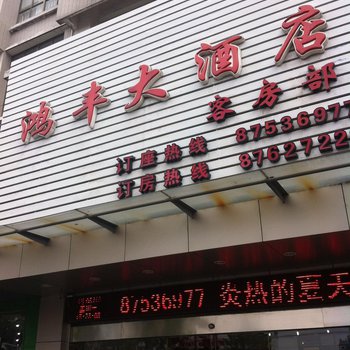 鸿丰大酒店
客房部
订座热线 87536977
订房热线 8762722
87536977 炎热的夏天